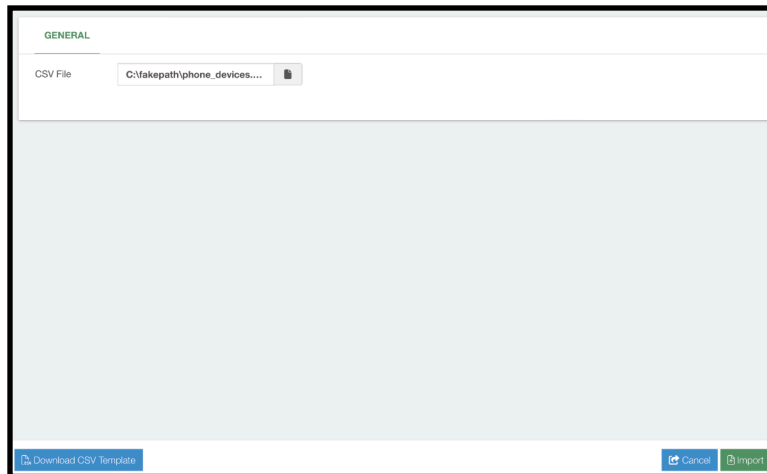 GENERAL
CSV File
C:\fakepath\phone_devices....
Download CSV Template
Cancel
Import